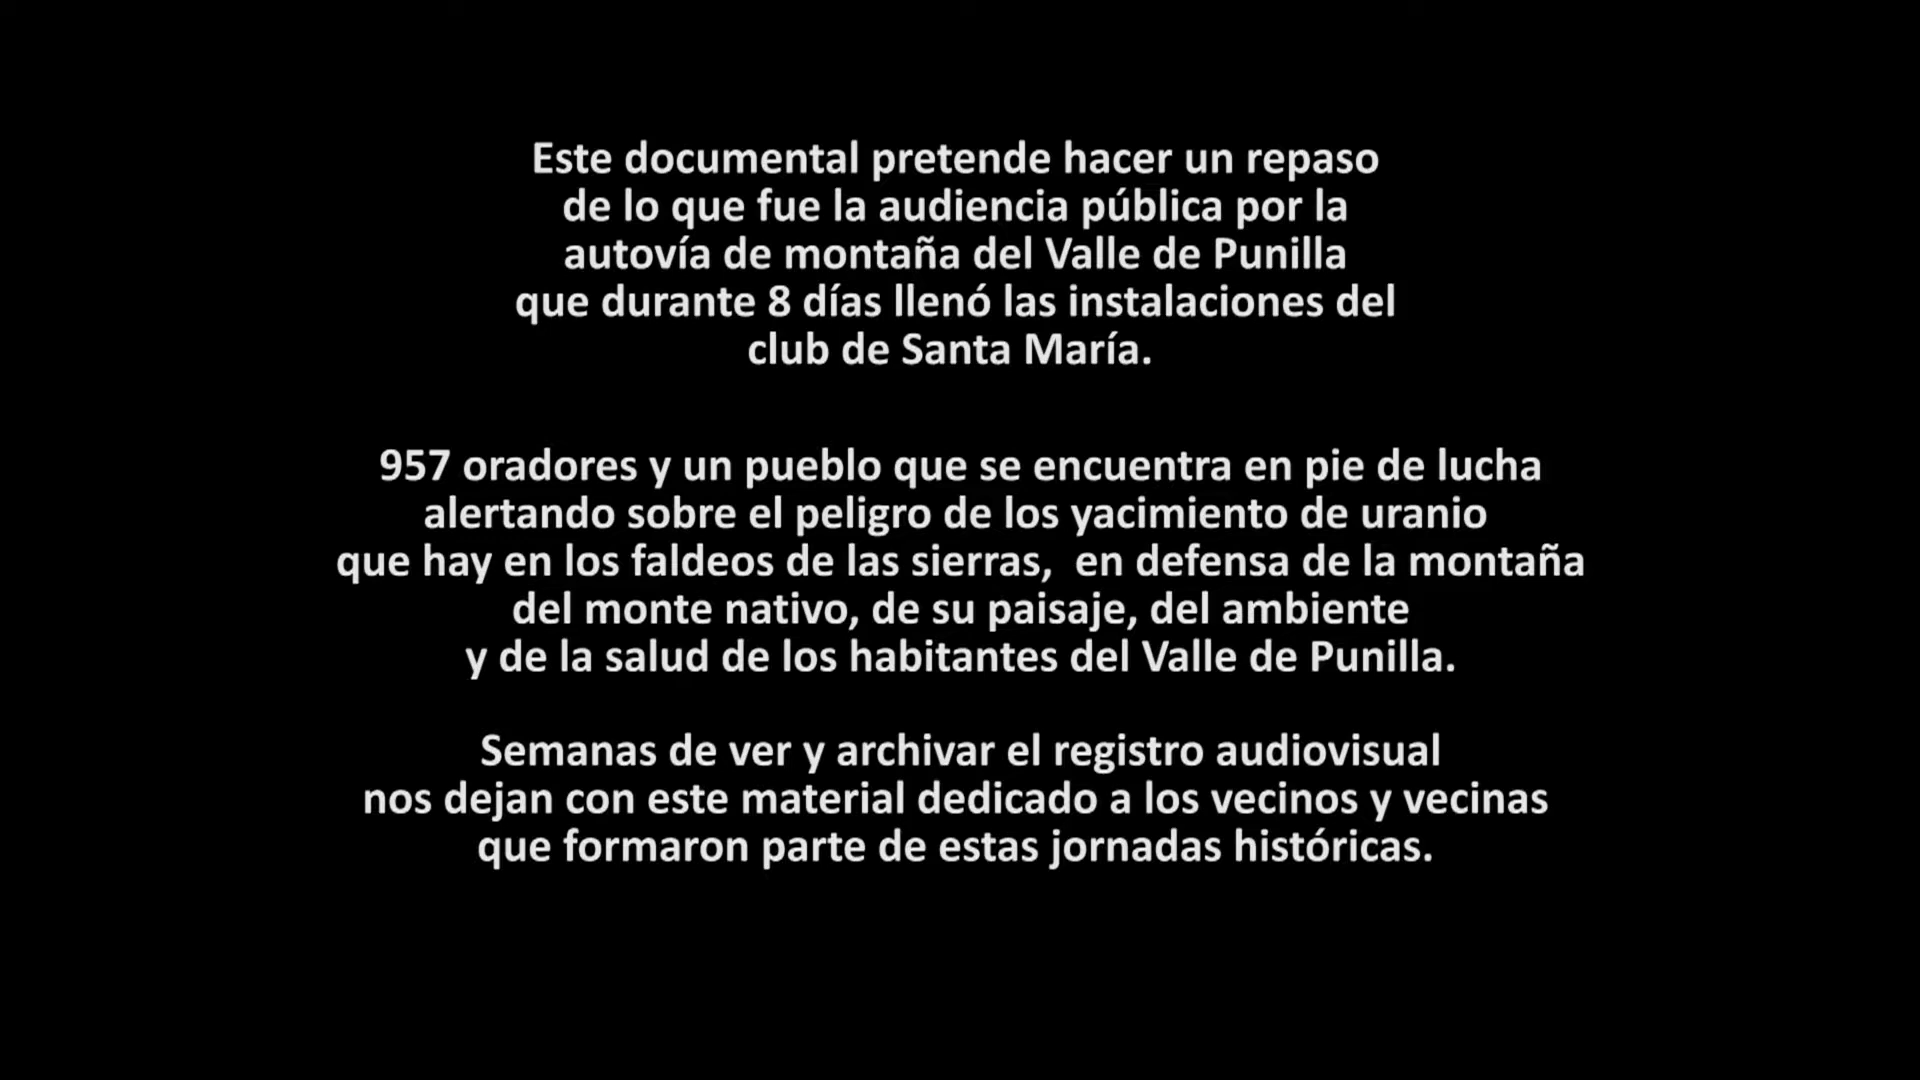 Este documental pretende hacer un repaso
de lo que fue la audiencia pública por la
autovía de montaña del Valle de Punilla
que durante 8 días llenó las instalaciones del
club de Santa María.
957 oradores y un pueblo que se encuentra en pie de lucha
alertando sobre el peligro de los yacimiento de uranio
que hay en los faldeos de las sierras,  en defensa de la montaña
del monte nativo, de su paisaje, del ambiente
y de la salud de los habitantes del Valle de Punilla.
Semanas de ver y archivar el registro audiovisual
nos dejan con este material dedicado a los vecinos y vecinas
que formaron parte de estas jornadas históricas.